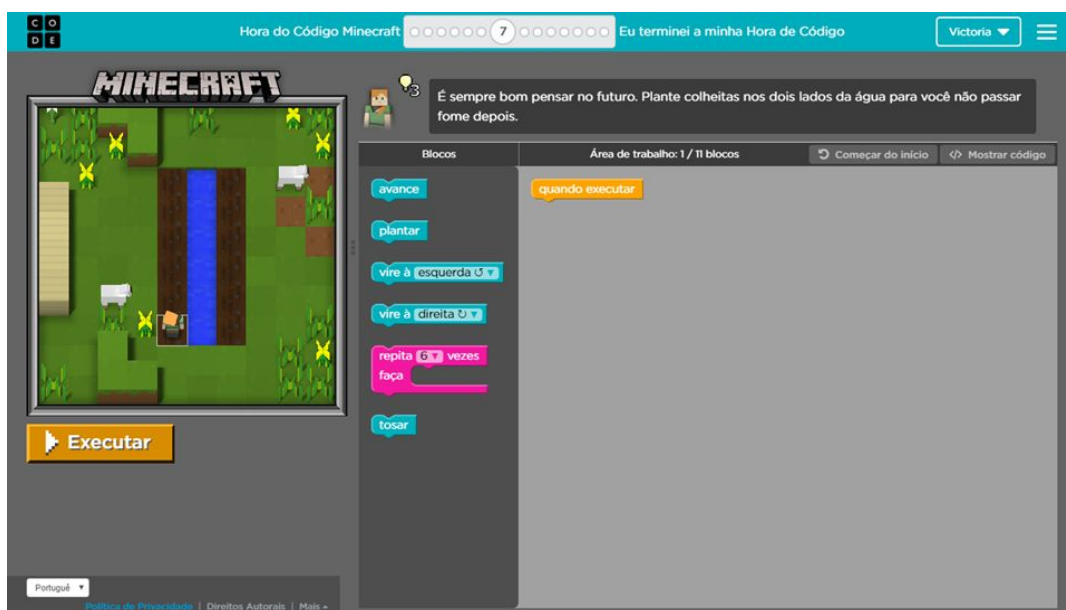 C O
D E
Hora do Código Minecraft
7
Eu terminei a minha Hora de Código
Victoria
MINECRAFT
3
É sempre bom pensar no futuro. Plante colheitas nos dois lados da água para você não passar
fome depois.
Blocos
Área de trabalho: 1 / 11 blocos
Começar do início
</> Mostrar código
avance
quando executar
plantar
vire à esquerda
vire à direita
repita 6 vezes
faça
tosar
Executar
Portuguê
Política de Privacidade | Direitos Autorais | Mais